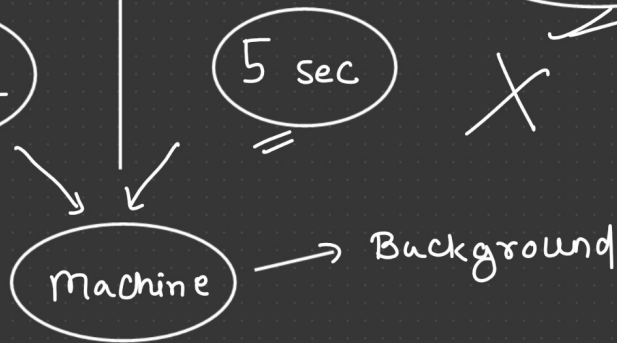 5 sec
X
Machine → Background